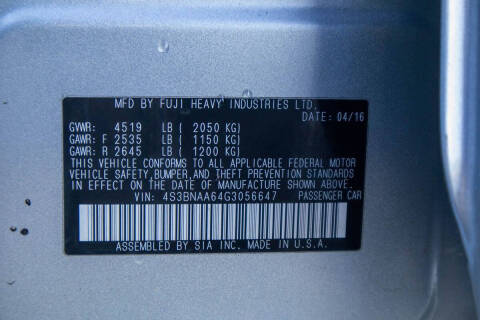 MFD BY FUJI HEAVY INDUSTRIES LTD.
DATE: 04/16
GVWR: 4519 LB ( 2050 KG)
GAWR: F 2535 LB ( 1150 KG)
GAWR: R 2645 LB ( 1200 KG)
THIS VEHICLE CONFORMS TO ALL APPLICABLE FEDERAL MOTOR
VEHICLE SAFETY, BUMPER, AND THEFT PREVENTION STANDARDS
IN EFFECT ON THE DATE OF MANUFACTURE SHOWN ABOVE.
VIN: 4S3BNAA64G3056647 PASSENGER CAR
ASSEMBLED BY SIA INC. MADE IN U.S.A.